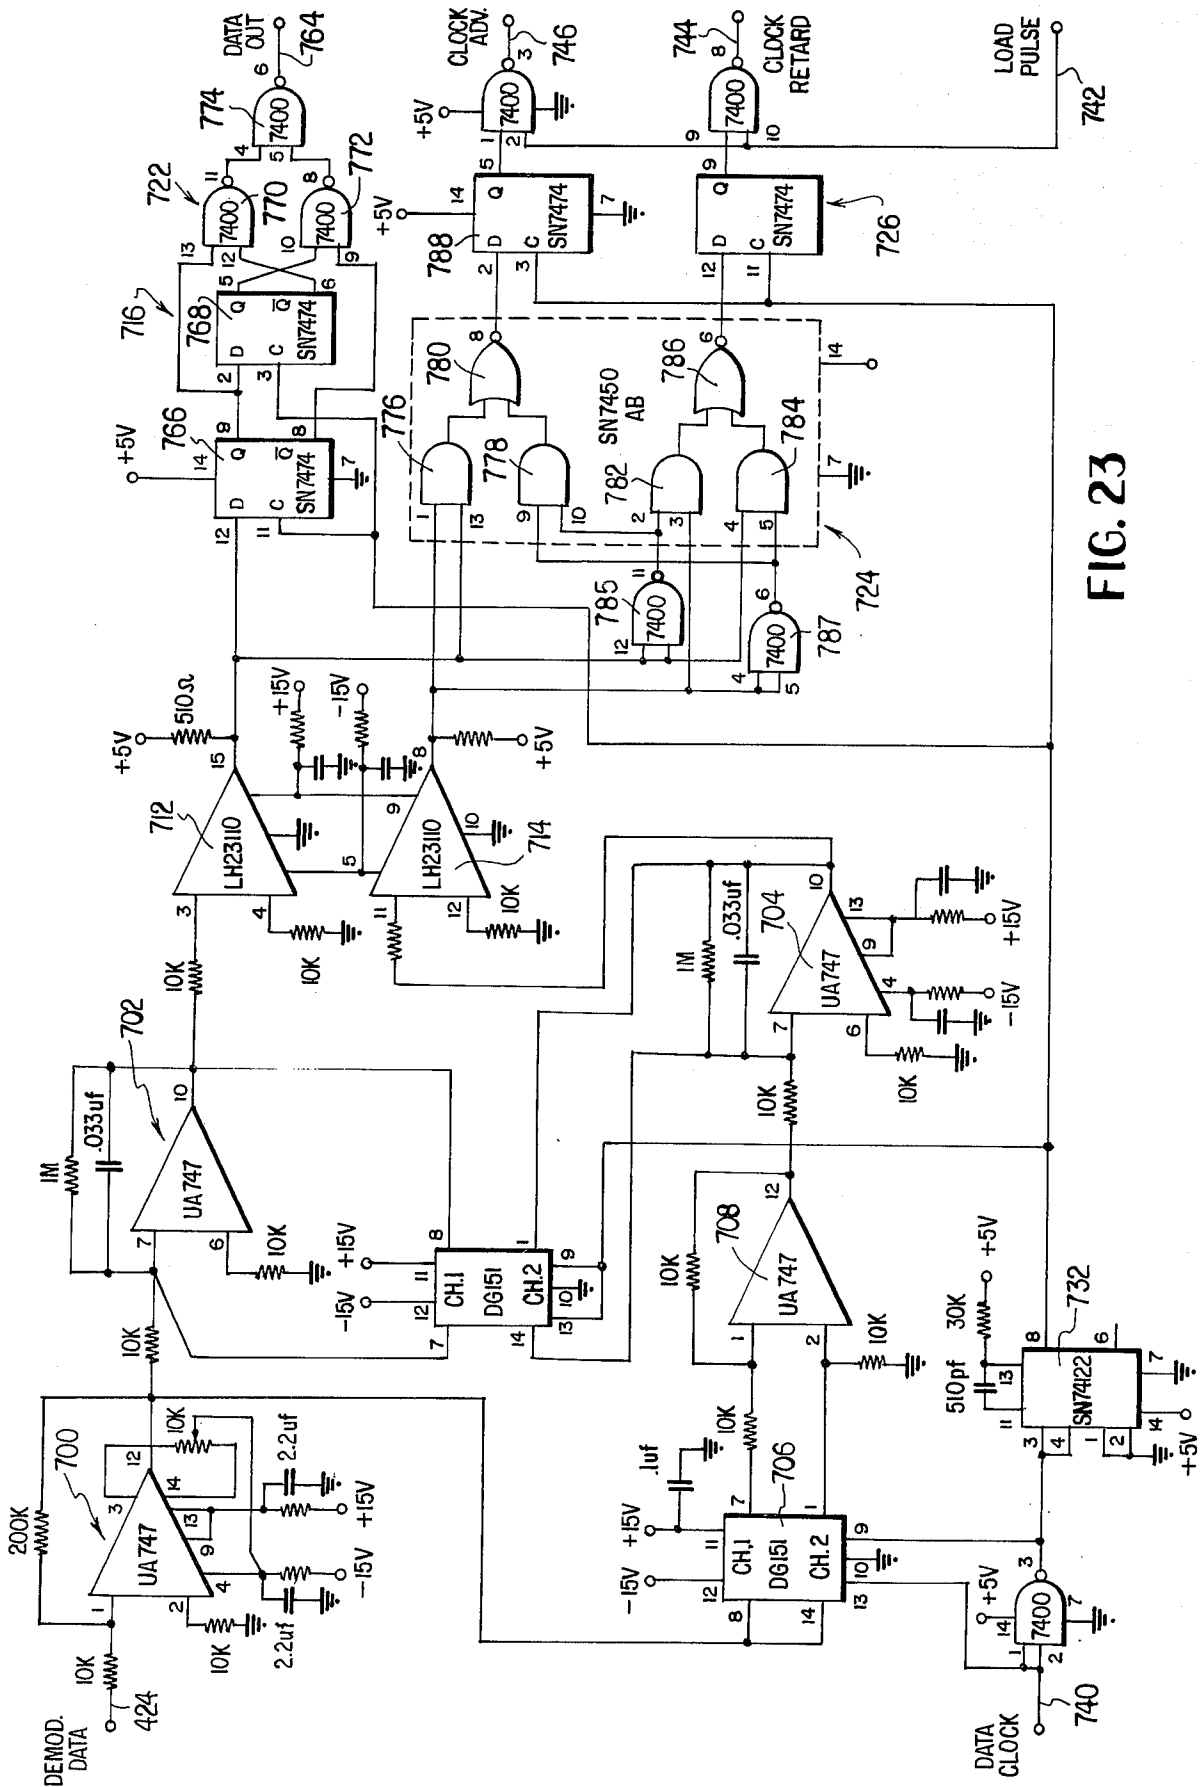 DEMOD.
DATA
424
10K
200K
700
1
2
UA747
3
12
14
13
9
4
10K
10K
2.2uf
2.2uf
-15V
+15V
10K
1M
.033uf
702
7
6
UA747
10
10K
10K
3
4
712
LH23110
15
10K
+5V
510Ω
5
9
+15V
-15V
11
12
LH23110
714
10
8
10K
+5V
+5V
14
766
12
D
Q
9
11
C
Q
8
SN7474
7
716
2
D
Q
5
768
3
C
Q
6
SN7474
722
13
12
7400
11
770
10
9
7400
8
772
774
4
5
7400
6
DATA
OUT
764
-15V
+15V
12
11
7
CH.1
8
DG151
14
CH.2
1
13
10
9
776
1
13
778
9
10
780
8
SN7450
AB
782
2
3
784
4
5
786
6
14
7
724
785
12
7400
11
787
4
5
7400
6
+5V
14
788
2
D
Q
5
3
C
SN7474
7
+5V
1
2
7400
3
CLOCK
ADV.
746
12
D
Q
9
11
C
SN7474
726
9
10
7400
8
CLOCK
RETARD
744
LOAD
PULSE
742
-15V
+15V
.1uf
12
11
8
CH.1
7
DG151
706
14
CH.2
1
13
10
9
10K
10K
10K
1
2
708
UA747
12
10K
1M
.033uf
7
6
704
UA747
10
4
9
13
10K
-15V
+15V
DATA
CLOCK
740
1
2
7400
3
14
+5V
7
510pf
30K
+5V
11
13
3
4
1
2
SN74122
8
6
732
14
7
+5V
FIG. 23